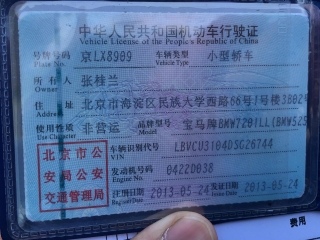 中华人民共和国机动车行驶证
Vehicle License of the People's Republic of China
号牌号码 京LX8909 车辆类型 小型轿车
Plate No. Vehicle Type
所有人 张桂兰
Owner
住址 北京市海淀区民族大学西路66号1号楼3802
Address
使用性质 非营运 品牌型号 宝马牌BMW7201LL(BMW525
Use Character Model
北京市公
安局公安
交通管理局
车辆识别代号 LBVCU3104DSG26744
VIN
发动机号码 0422D038
Engine No.
注册日期 2013-05-24 发证日期 2013-05-24
Register Date Issue Date
费用